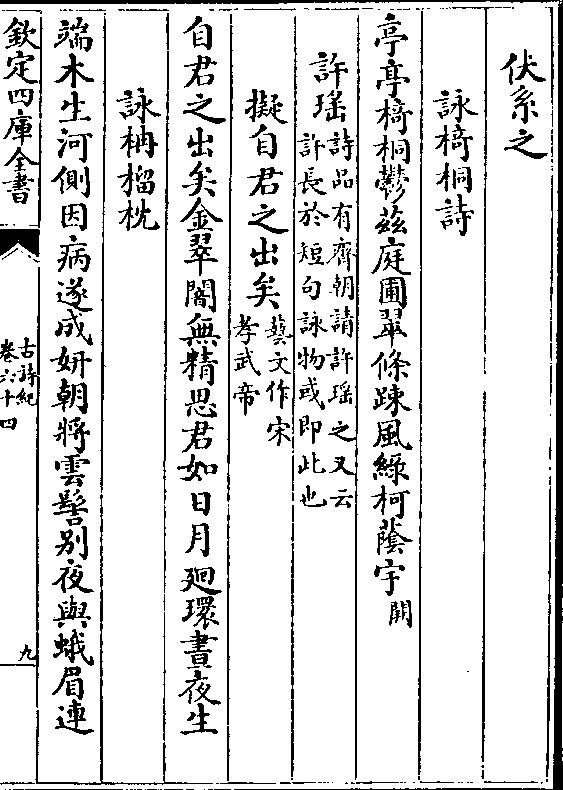 伏系之
詠椅桐詩
亭亭椅桐鬱茲庭圃翠條踈風綠柯蔭宇闕
許瑶詩品有齊朝請許瑶之又云
許長於短句詠物或即此也
擬自君之出矣藝文作宋
孝武帝
自君之出矣金翠闇無精思君如日月廻環晝夜生
詠柟榴枕
端木生河側因病遂成妍朝將雲髻别夜與蛾眉連
欽定四庫全書
古詩紀
卷六十四
九